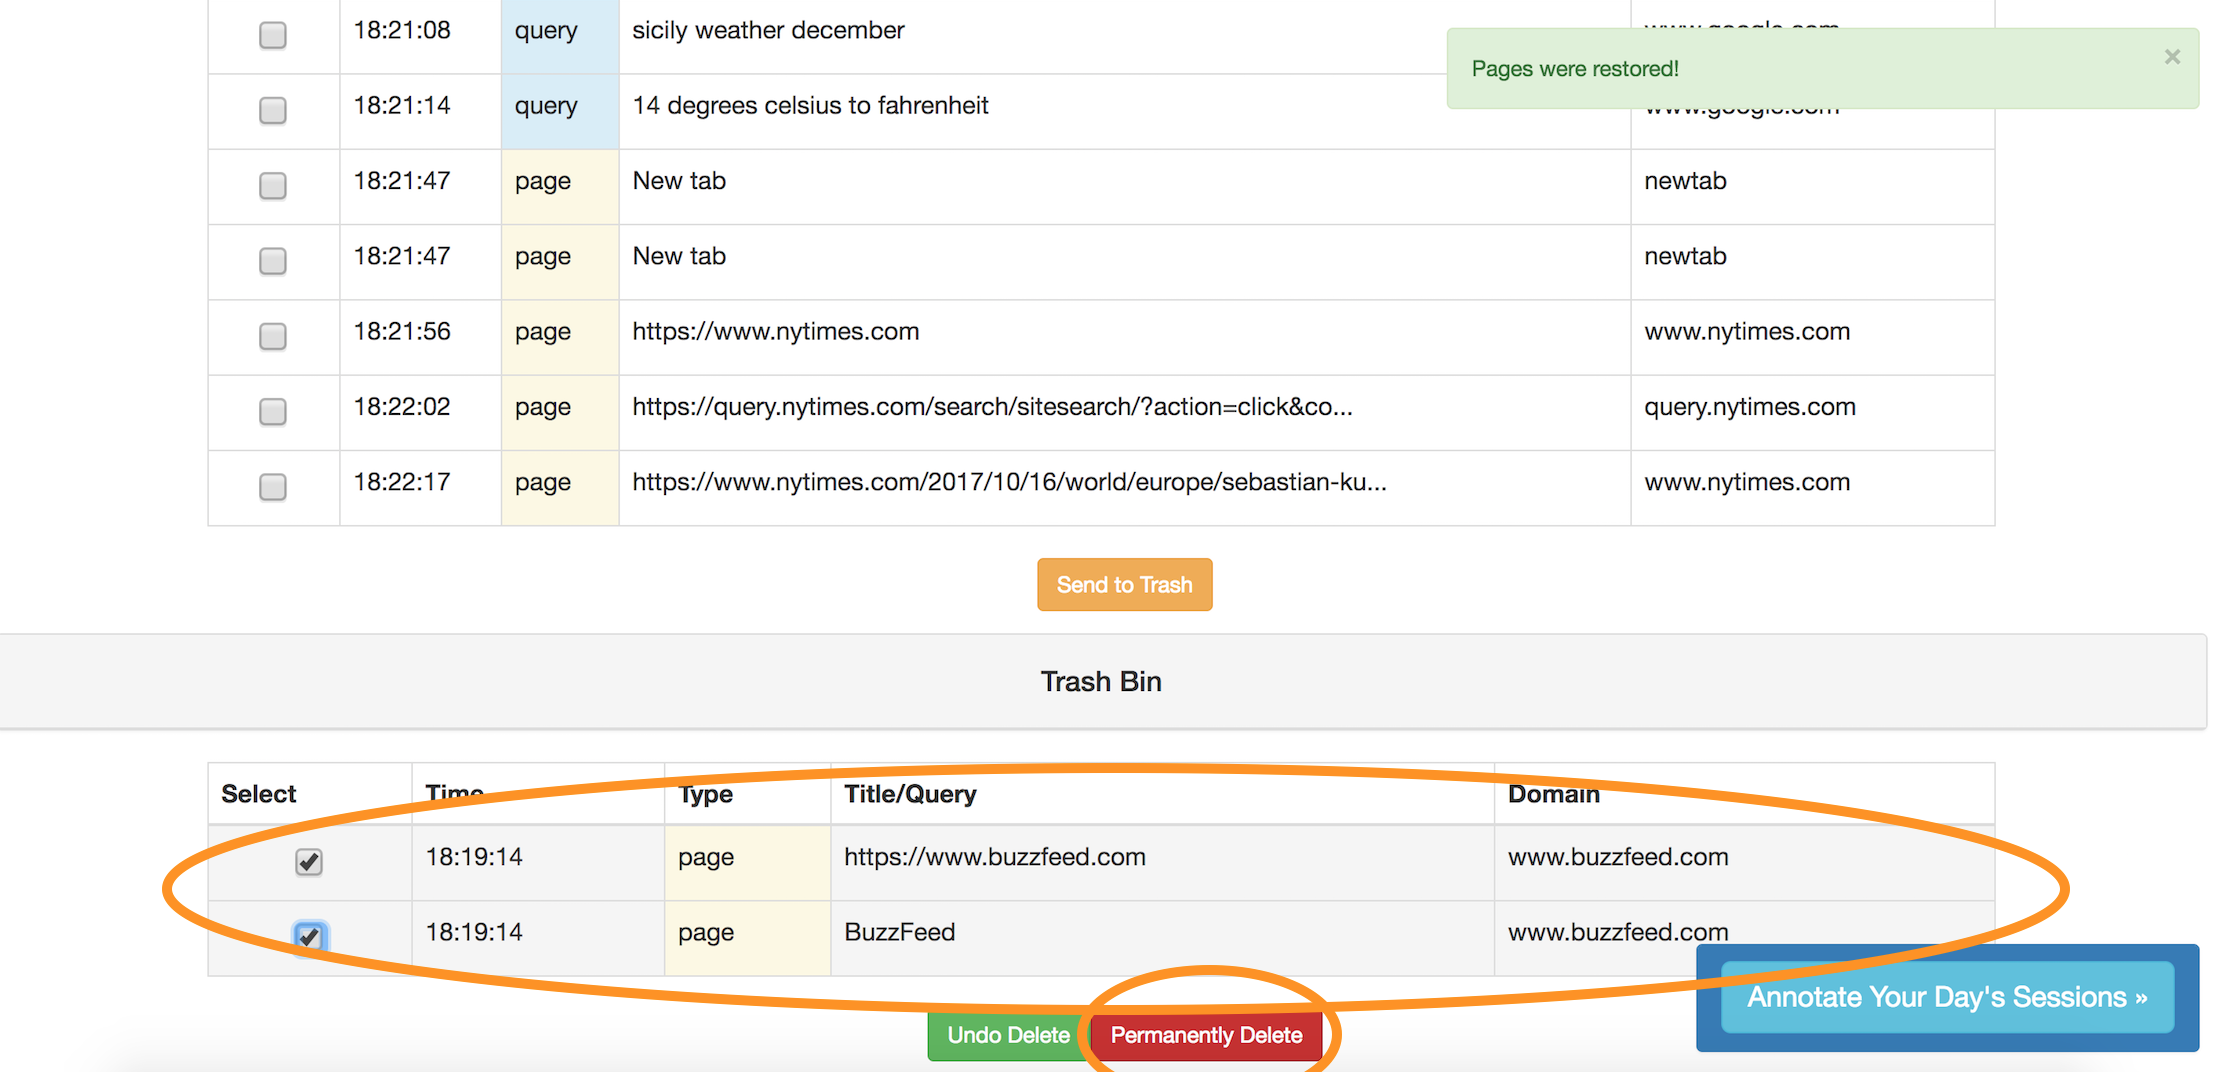 18:21:08 query sicily weather december www.google.com
Pages were restored! ×
18:21:14 query 14 degrees celsius to fahrenheit www.google.com
18:21:47 page New tab newtab
18:21:47 page New tab newtab
18:21:56 page https://www.nytimes.com www.nytimes.com
18:22:02 page https://query.nytimes.com/search/sitesearch/?action=click&co... query.nytimes.com
18:22:17 page https://www.nytimes.com/2017/10/16/world/europe/sebastian-ku... www.nytimes.com
Send to Trash
Trash Bin
Select Time Type Title/Query Domain
18:19:14 page https://www.buzzfeed.com www.buzzfeed.com
18:19:14 page BuzzFeed www.buzzfeed.com
Annotate Your Day's Sessions »
Undo Delete Permanently Delete